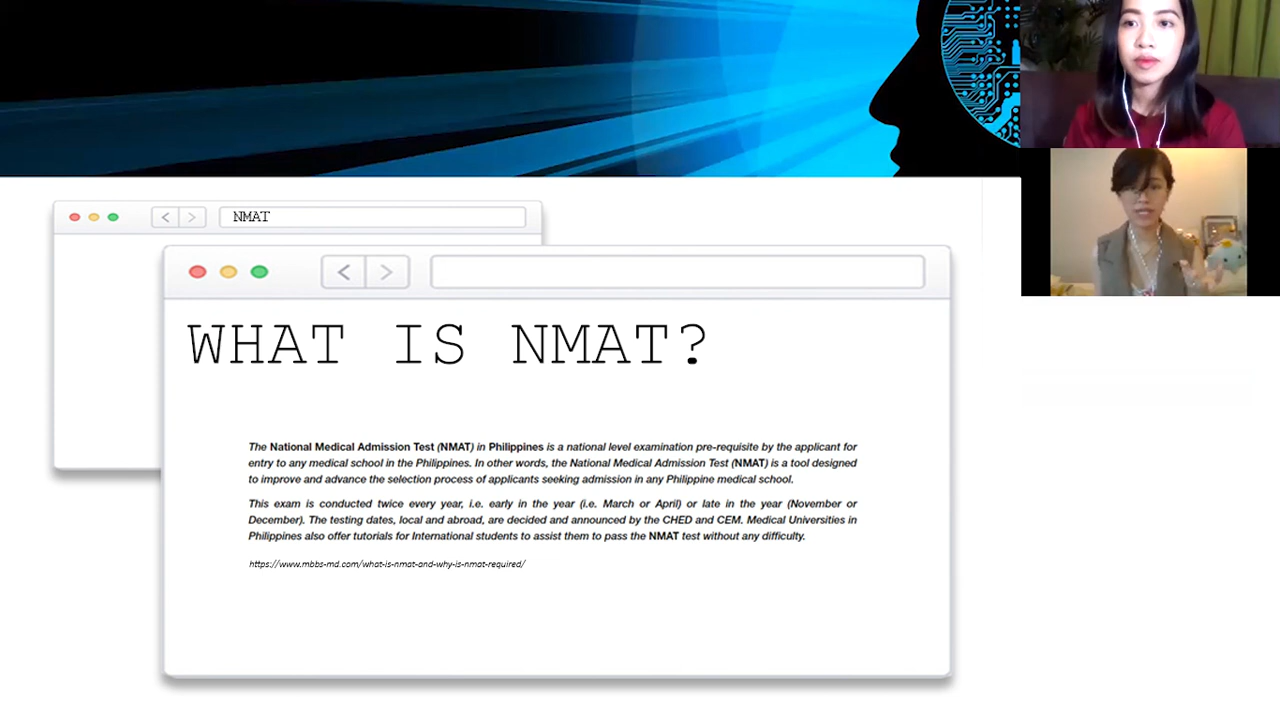 NMAT
WHAT IS NMAT?
The National Medical Admission Test (NMAT) in Philippines is a national level examination pre-requisite by the applicant for
entry to any medical school in the Philippines. In other words, the National Medical Admission Test (NMAT) is a tool designed
to improve and advance the selection process of applicants seeking admission in any Philippine medical school.
This exam is conducted twice every year, i.e. early in the year (i.e. March or April) or late in the year (November or
December). The testing dates, local and abroad, are decided and announced by the CHED and CEM. Medical Universities in
Philippines also offer tutorials for International students to assist them to pass the NMAT test without any difficulty.
https://www.mbbs-md.com/what-is-nmat-and-why-is-nmat-required/